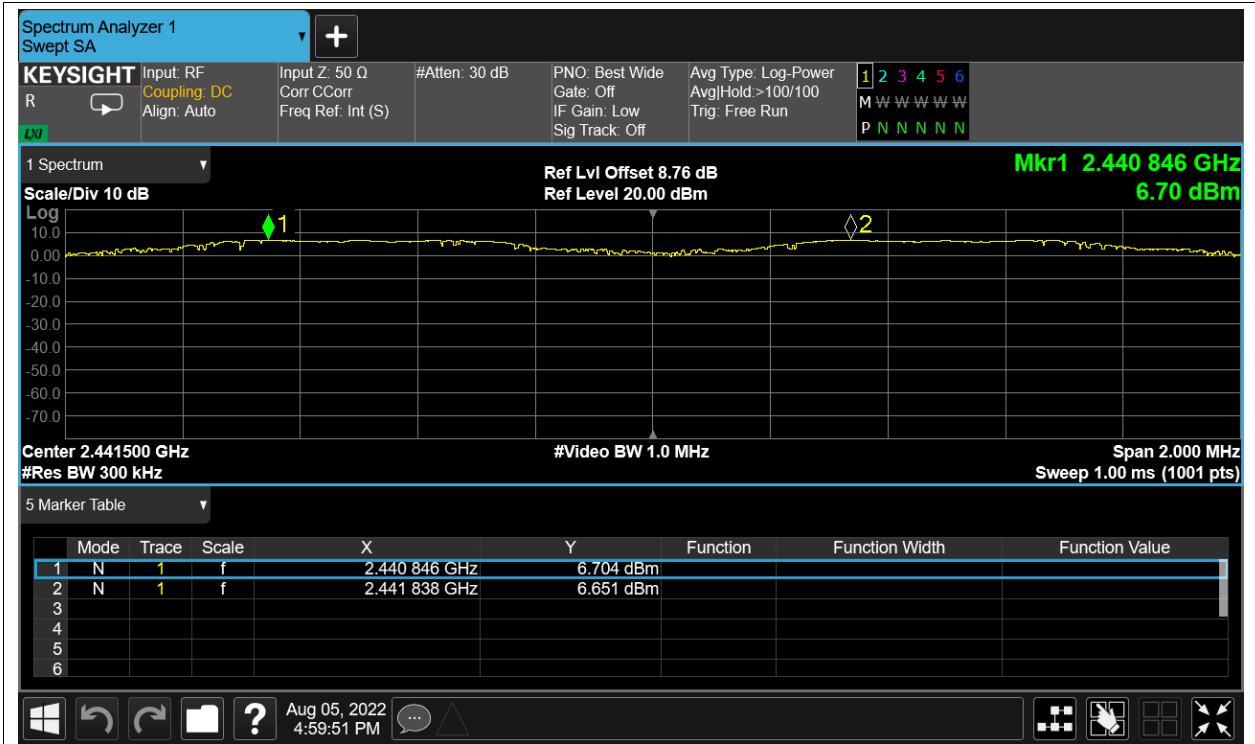 Spectrum Analyzer 1
Swept SA
KEYSIGHT
R
LXI
Input: RF
Coupling: DC
Align: Auto
Input Z: 50 Ω
Corr CCorr
Freq Ref: Int (S)
#Atten: 30 dB
PNO: Best Wide
Gate: Off
IF Gain: Low
Sig Track: Off
Avg Type: Log-Power
Avg|Hold:>100/100
Trig: Free Run
1 2 3 4 5 6
M W W W W W
P N N N N N
1 Spectrum
Scale/Div 10 dB
Ref Lvl Offset 8.76 dB
Ref Level 20.00 dBm
Mkr1 2.440 846 GHz
6.70 dBm
Log
10.0
0.00
-10.0
-20.0
-30.0
-40.0
-50.0
-60.0
-70.0
1
2
Center 2.441500 GHz
#Res BW 300 kHz
#Video BW 1.0 MHz
Span 2.000 MHz
Sweep 1.00 ms (1001 pts)
5 Marker Table
Mode Trace Scale X Y Function Function Width Function Value
1 N 1 f 2.440 846 GHz 6.704 dBm
2 N 1 f 2.441 838 GHz 6.651 dBm
3
4
5
6
?
Aug 05, 2022
4:59:51 PM